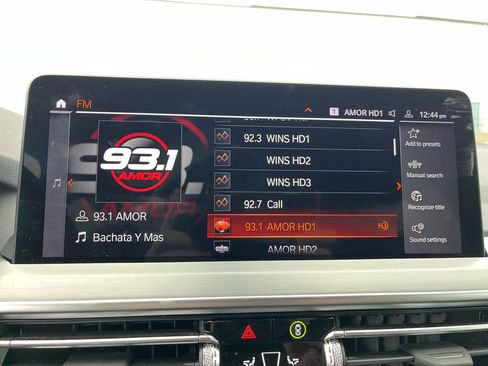 FM
1 AMOR HD1 12:44 pm
92.3 WINS HD1
WINS HD2
WINS HD3
92.7 Call
93.1 AMOR HD1 HD
AMOR HD2
93.1
AMOR
93.1 AMOR
Bachata Y Mas
Add to presets
Manual search
Recognize title
Sound settings